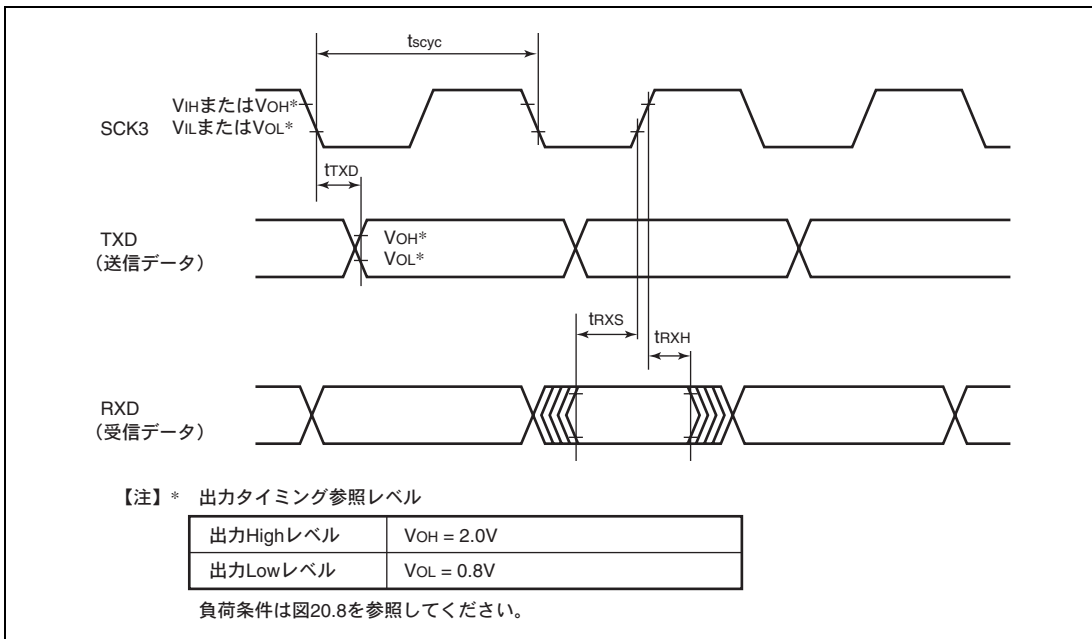 tscyc
VIHまたはVOH*
VILまたはVOL*
SCK3
tTXD
TXD
(送信データ)
VOH*
VOL*
tRXS
tRXH
RXD
(受信データ)
【注】* 出力タイミング参照レベル
出力Highレベル VOH = 2.0V
出力Lowレベル VOL = 0.8V
負荷条件は図20.8を参照してください。